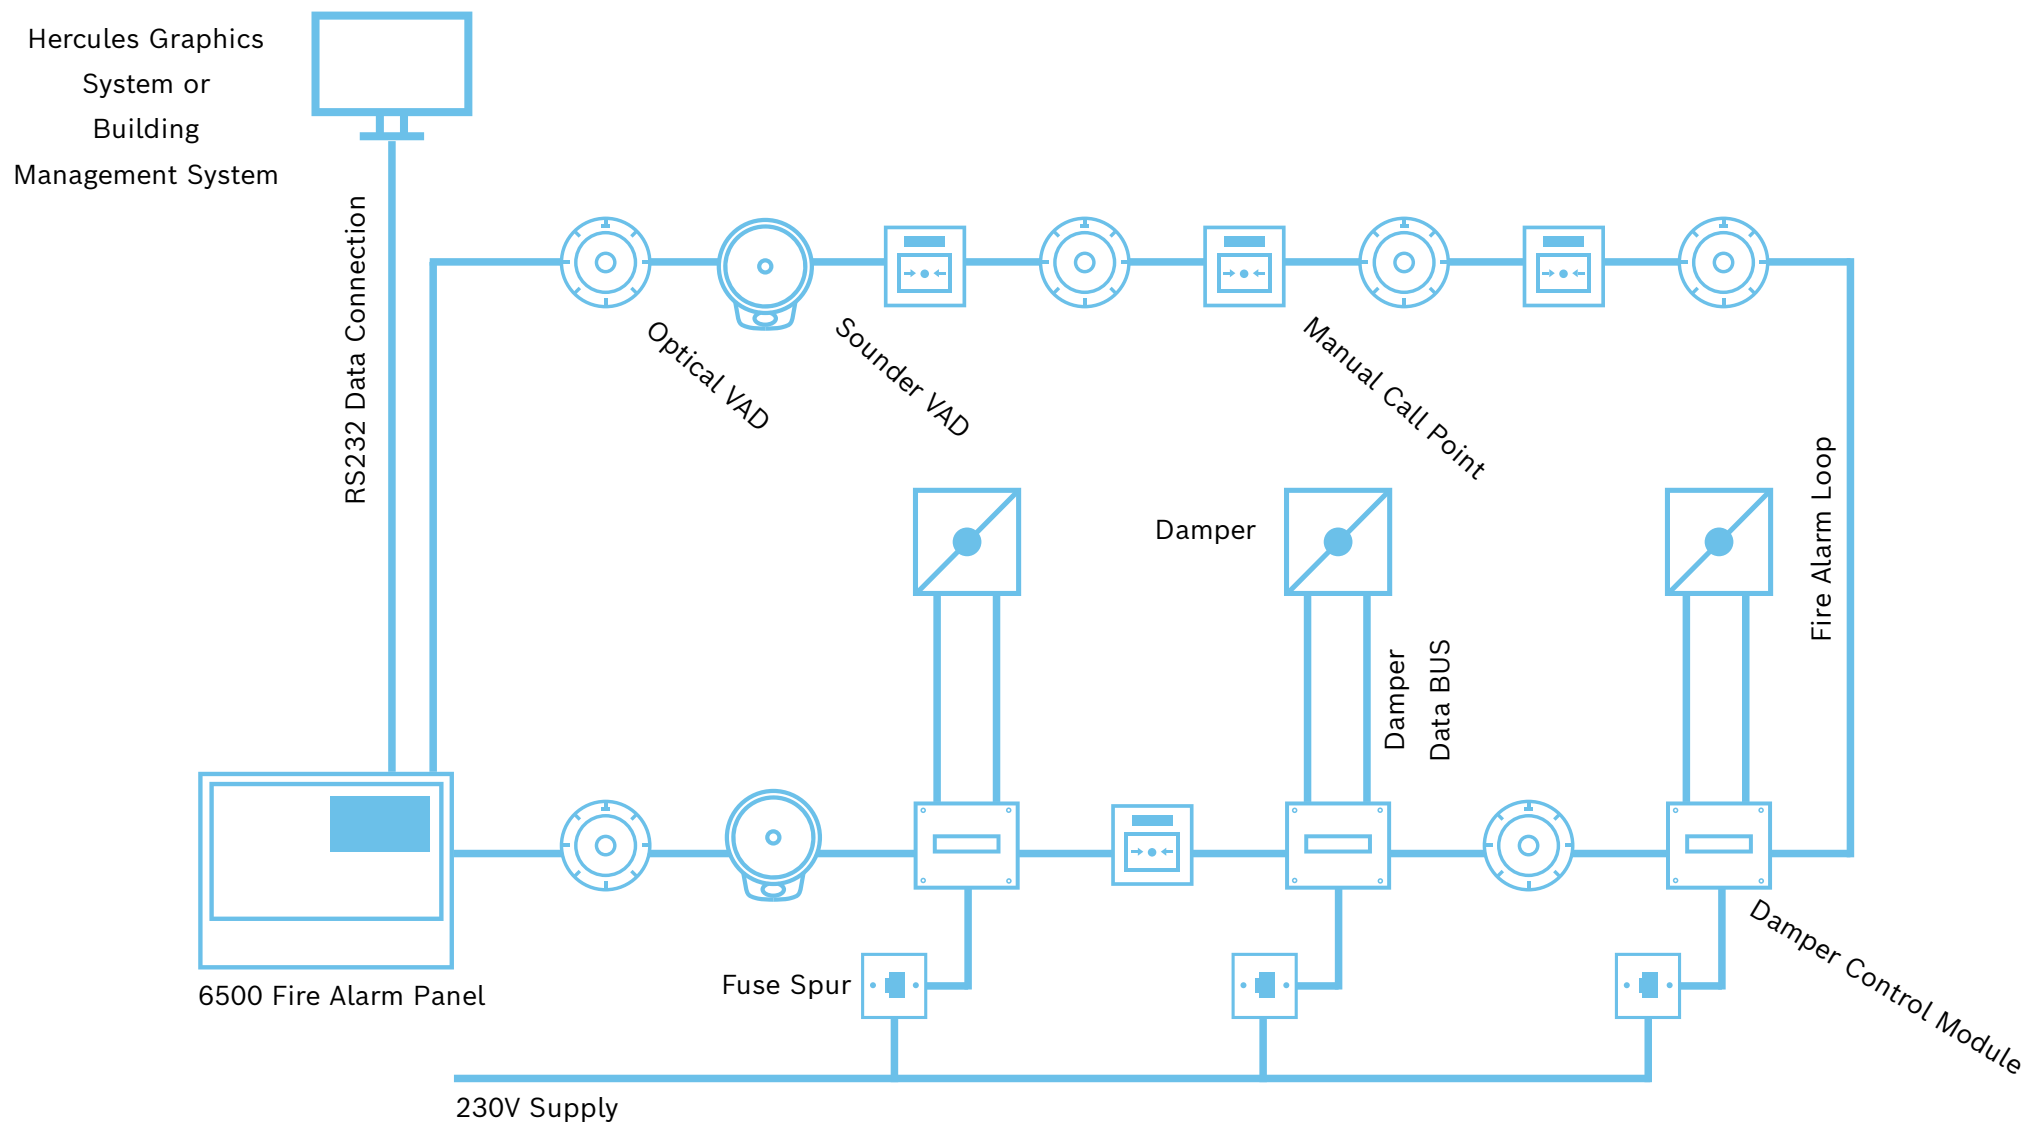 Hercules Graphics
System or
Building
Management System
RS232 Data Connection
Optical VAD
Sounder VAD
Manual Call Point
Fire Alarm Loop
Damper
Damper
Data BUS
Damper Control Module
Fuse Spur
6500 Fire Alarm Panel
230V Supply